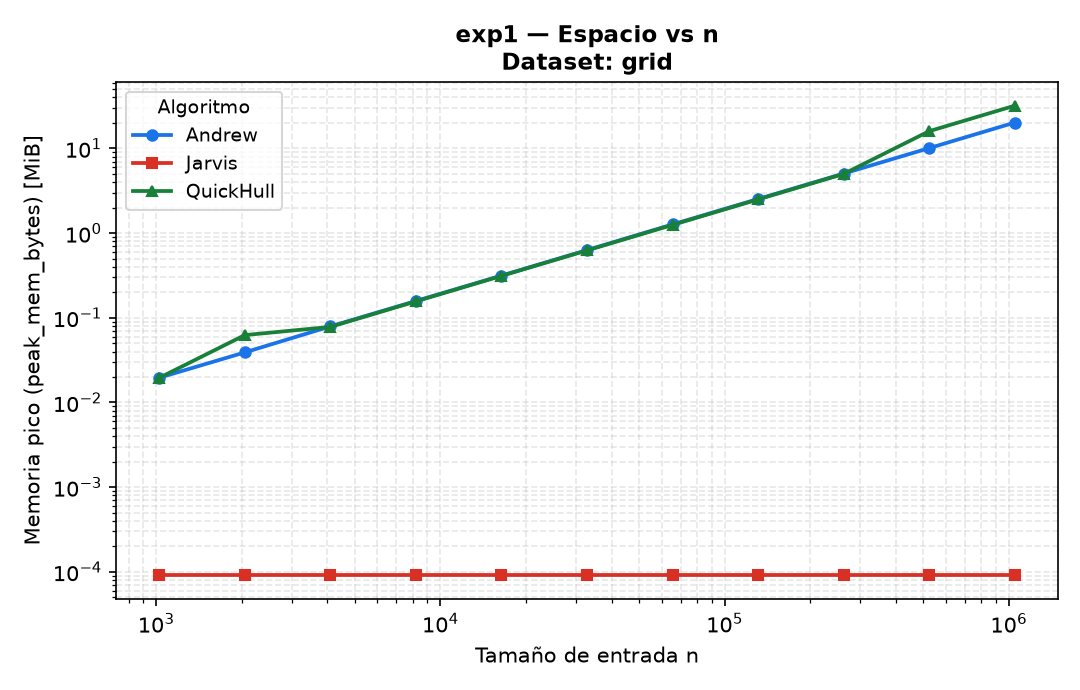 exp1 — Espacio vs n
Dataset: grid
Algoritmo
Andrew
Jarvis
QuickHull
Memoria pico (peak_mem_bytes) [MiB]
10¹
10⁰
10⁻¹
10⁻²
10⁻³
10⁻⁴
10³ 10⁴ 10⁵ 10⁶
Tamaño de entrada n